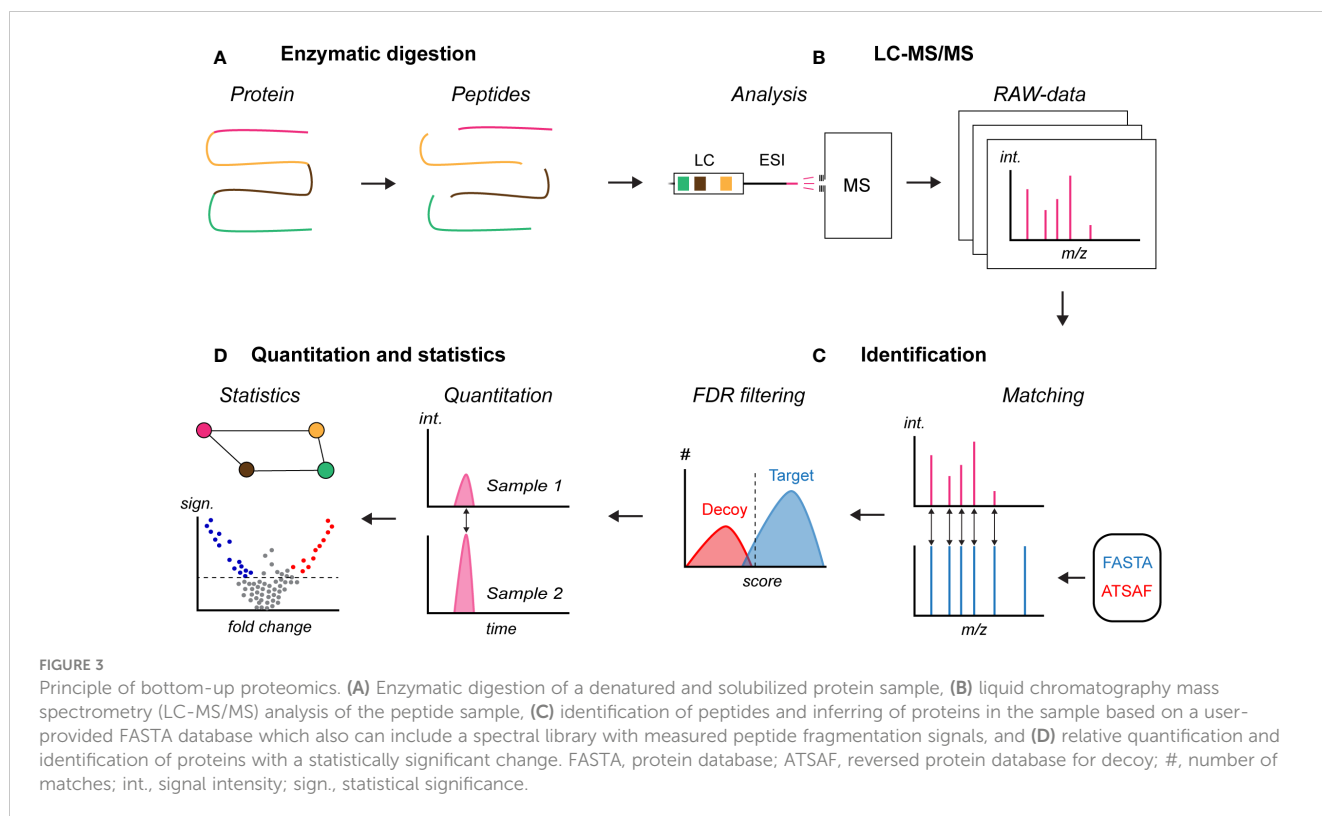 A Enzymatic digestion
Protein
Peptides
B LC-MS/MS
Analysis
RAW-data
LC
ESI
MS
int.
m/z
D Quantitation and statistics
Statistics
Quantitation
sign.
fold change
int.
Sample 1
Sample 2
time
C Identification
FDR filtering
Matching
#
Decoy
Target
score
int.
m/z
FASTA
ATSAF
FIGURE 3
Principle of bottom-up proteomics. (A) Enzymatic digestion of a denatured and solubilized protein sample, (B) liquid chromatography mass
spectrometry (LC-MS/MS) analysis of the peptide sample, (C) identification of peptides and inferring of proteins in the sample based on a user-
provided FASTA database which also can include a spectral library with measured peptide fragmentation signals, and (D) relative quantification and
identification of proteins with a statistically significant change. FASTA, protein database; ATSAF, reversed protein database for decoy; #, number of
matches; int., signal intensity; sign., statistical significance.